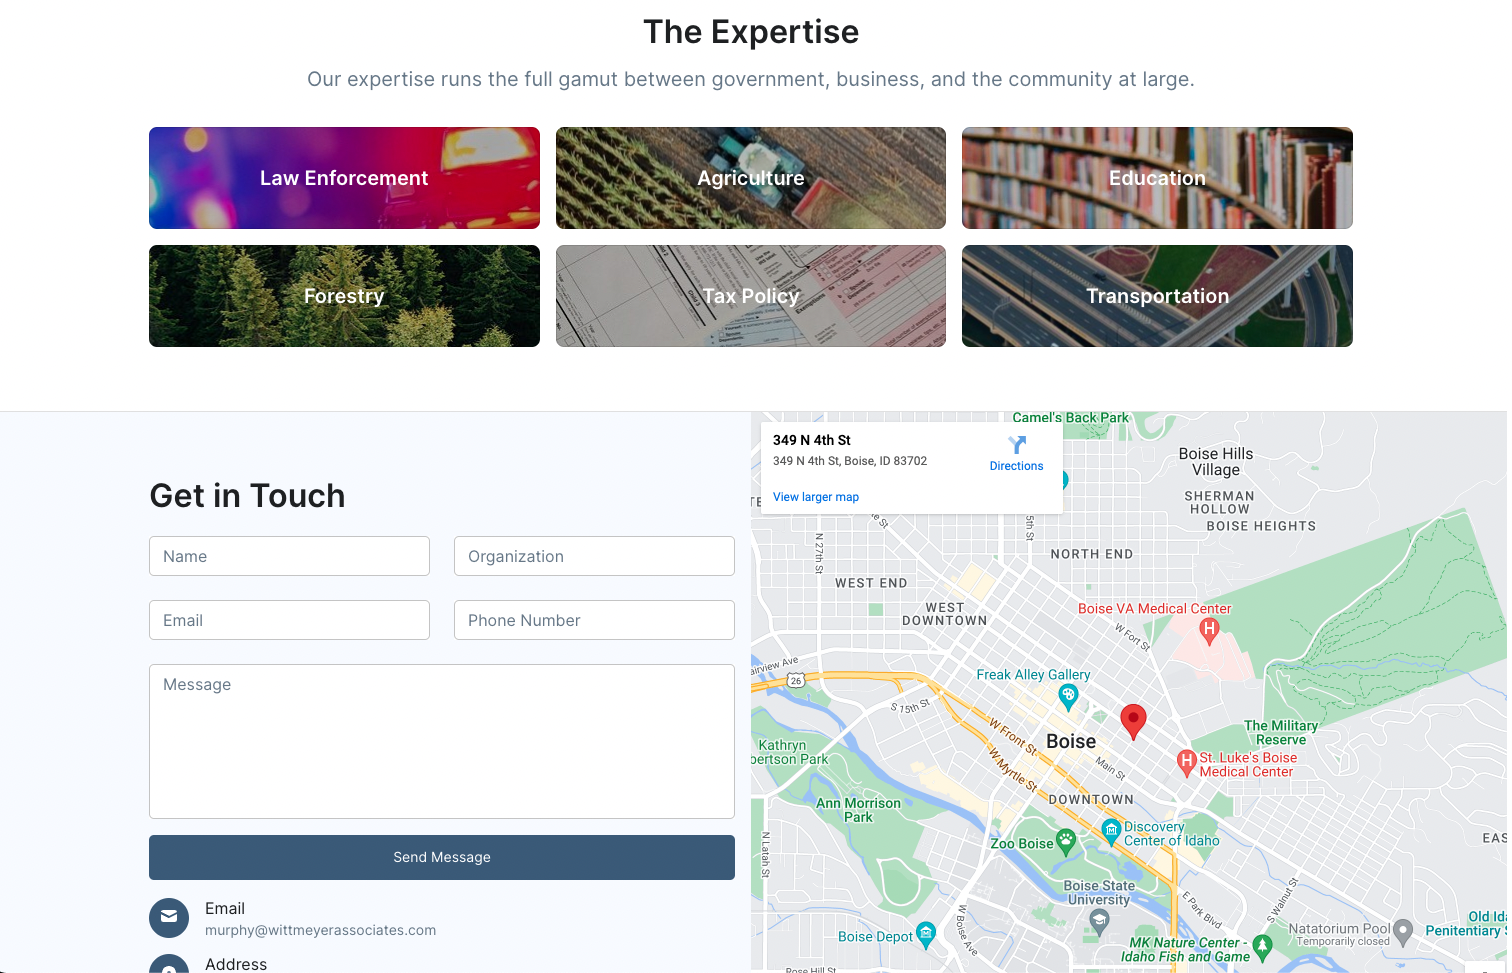 The Expertise
Our expertise runs the full gamut between government, business, and the community at large.
Law Enforcement
Agriculture
Education
Forestry
Tax Policy
Transportation
Get in Touch
Name
Organization
Email
Phone Number
Message
Send Message
Email
murphy@wittmeyerassociates.com
Address
349 N 4th St
349 N 4th St, Boise, ID 83702
Directions
View larger map
Camel's Back Park
Boise Hills
Village
SHERMAN
HOLLOW
BOISE HEIGHTS
5th St
N 27th St
NORTH END
WEST END
WEST
DOWNTOWN
Boise VA Medical Center
H
W Fort St
26
Freak Alley Gallery
S 15th St
W Front St
W Myrtle St
Boise
Main St
The Military
Reserve
H
St. Luke's Boise
Medical Center
Kathryn
bertson Park
DOWNTOWN
Ann Morrison
Park
Discovery
Center of Idaho
Zoo Boise
N Latah St
EAS
Boise State
University
E Park Blvd
S Walnut St
Boise Depot
W Boise Ave
MK Nature Center -
Idaho Fish and Game
Natatorium Pool
Temporarily closed
Old Ida
Penitentiary S
Rose Hill St